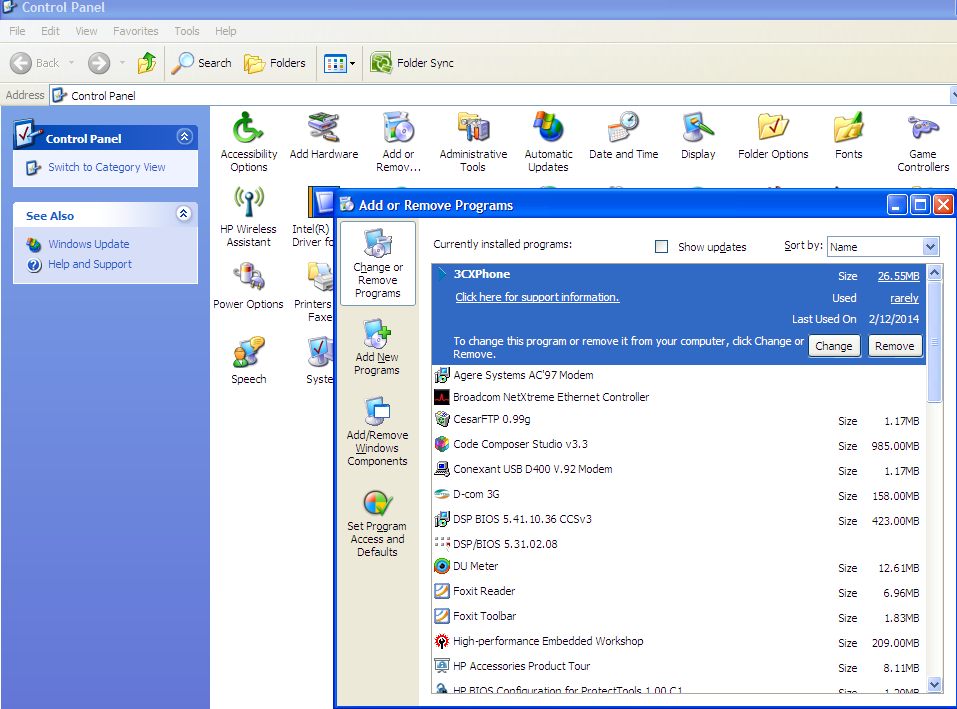 Control Panel
File Edit View Favorites Tools Help
Back Search Folders Folder Sync
Address Control Panel
Control Panel
Switch to Category View
See Also
Windows Update
Help and Support
Accessibility
Options
Add Hardware
Add or
Remov...
Administrative
Tools
Automatic
Updates
Date and Time
Display
Folder Options
Fonts
Game
Controllers
HP Wireless
Assistant
Intel(R)
Driver fo
Power Options
Printers
Faxe
Speech
Syste
Add or Remove Programs
Change or
Remove
Programs
Add New
Programs
Add/Remove
Windows
Components
Set Program
Access and
Defaults
Currently installed programs: Show updates Sort by: Name
3CXPhone Size 26.55MB
Click here for support information. Used rarely
Last Used On 2/12/2014
To change this program or remove it from your computer, click Change or
Remove.
Change Remove
Agere Systems AC'97 Modem
Broadcom NetXtreme Ethernet Controller
CesarFTP 0.99g Size 1.17MB
Code Composer Studio v3.3 Size 985.00MB
Conexant USB D400 V.92 Modem Size 1.17MB
D-com 3G Size 158.00MB
DSP BIOS 5.41.10.36 CCSv3 Size 423.00MB
DSP/BIOS 5.31.02.08
DU Meter Size 12.61MB
Foxit Reader Size 6.96MB
Foxit Toolbar Size 1.83MB
High-performance Embedded Workshop Size 209.00MB
HP Accessories Product Tour Size 8.11MB
HP BIOS Configuration for ProtectTools 1.00 C1 Size 1.20MB